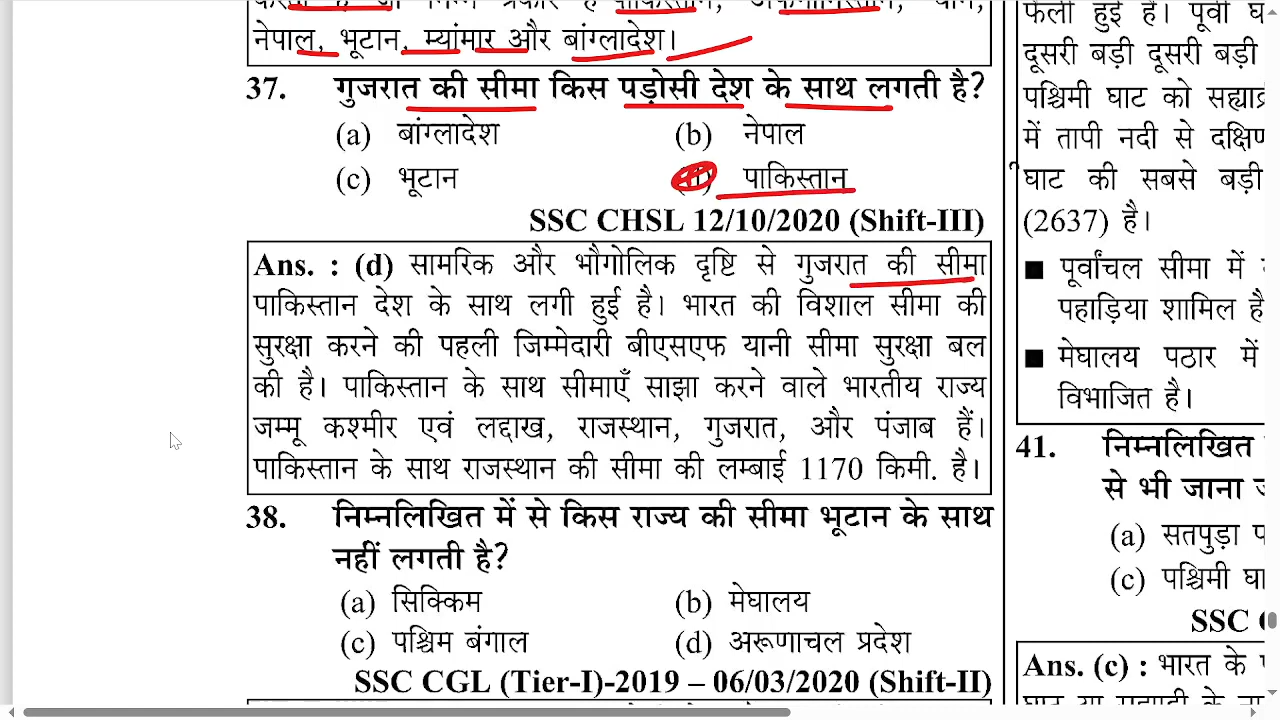 नेपाल, भूटान, म्यांमार और बांग्लादेश।
37. गुजरात की सीमा किस पड़ोसी देश के साथ लगती है?
(a) बांग्लादेश (b) नेपाल
(c) भूटान पाकिस्तान
SSC CHSL 12/10/2020 (Shift-III)
Ans. : (d) सामरिक और भौगोलिक दृष्टि से गुजरात की सीमा
पाकिस्तान देश के साथ लगी हुई है। भारत की विशाल सीमा की
सुरक्षा करने की पहली जिम्मेदारी बीएसएफ यानी सीमा सुरक्षा बल
की है। पाकिस्तान के साथ सीमाएँ साझा करने वाले भारतीय राज्य
जम्मू कश्मीर एवं लद्दाख, राजस्थान, गुजरात, और पंजाब हैं।
पाकिस्तान के साथ राजस्थान की सीमा की लम्बाई 1170 किमी. है।
38. निम्नलिखित में से किस राज्य की सीमा भूटान के साथ
नहीं लगती है?
(a) सिक्किम (b) मेघालय
(c) पश्चिम बंगाल (d) अरूणाचल प्रदेश
SSC CGL (Tier-I)-2019 – 06/03/2020 (Shift-II)
फैली हुई हैं। पूर्वी
दूसरी बड़ी दूसरी बड़ी
पश्चिमी घाट को
में तापी नदी से
घाट की सबसे बड़ी
(2637) है।
■ पूर्वांचल सीमा में
पहाड़िया शामिल है
■ मेघालय पठार में
विभाजित है।
41. निम्नलिखित
से भी जाना
(a) सतपुड़ा
(c) पश्चिमी
SSC
Ans. (c) : भारत के